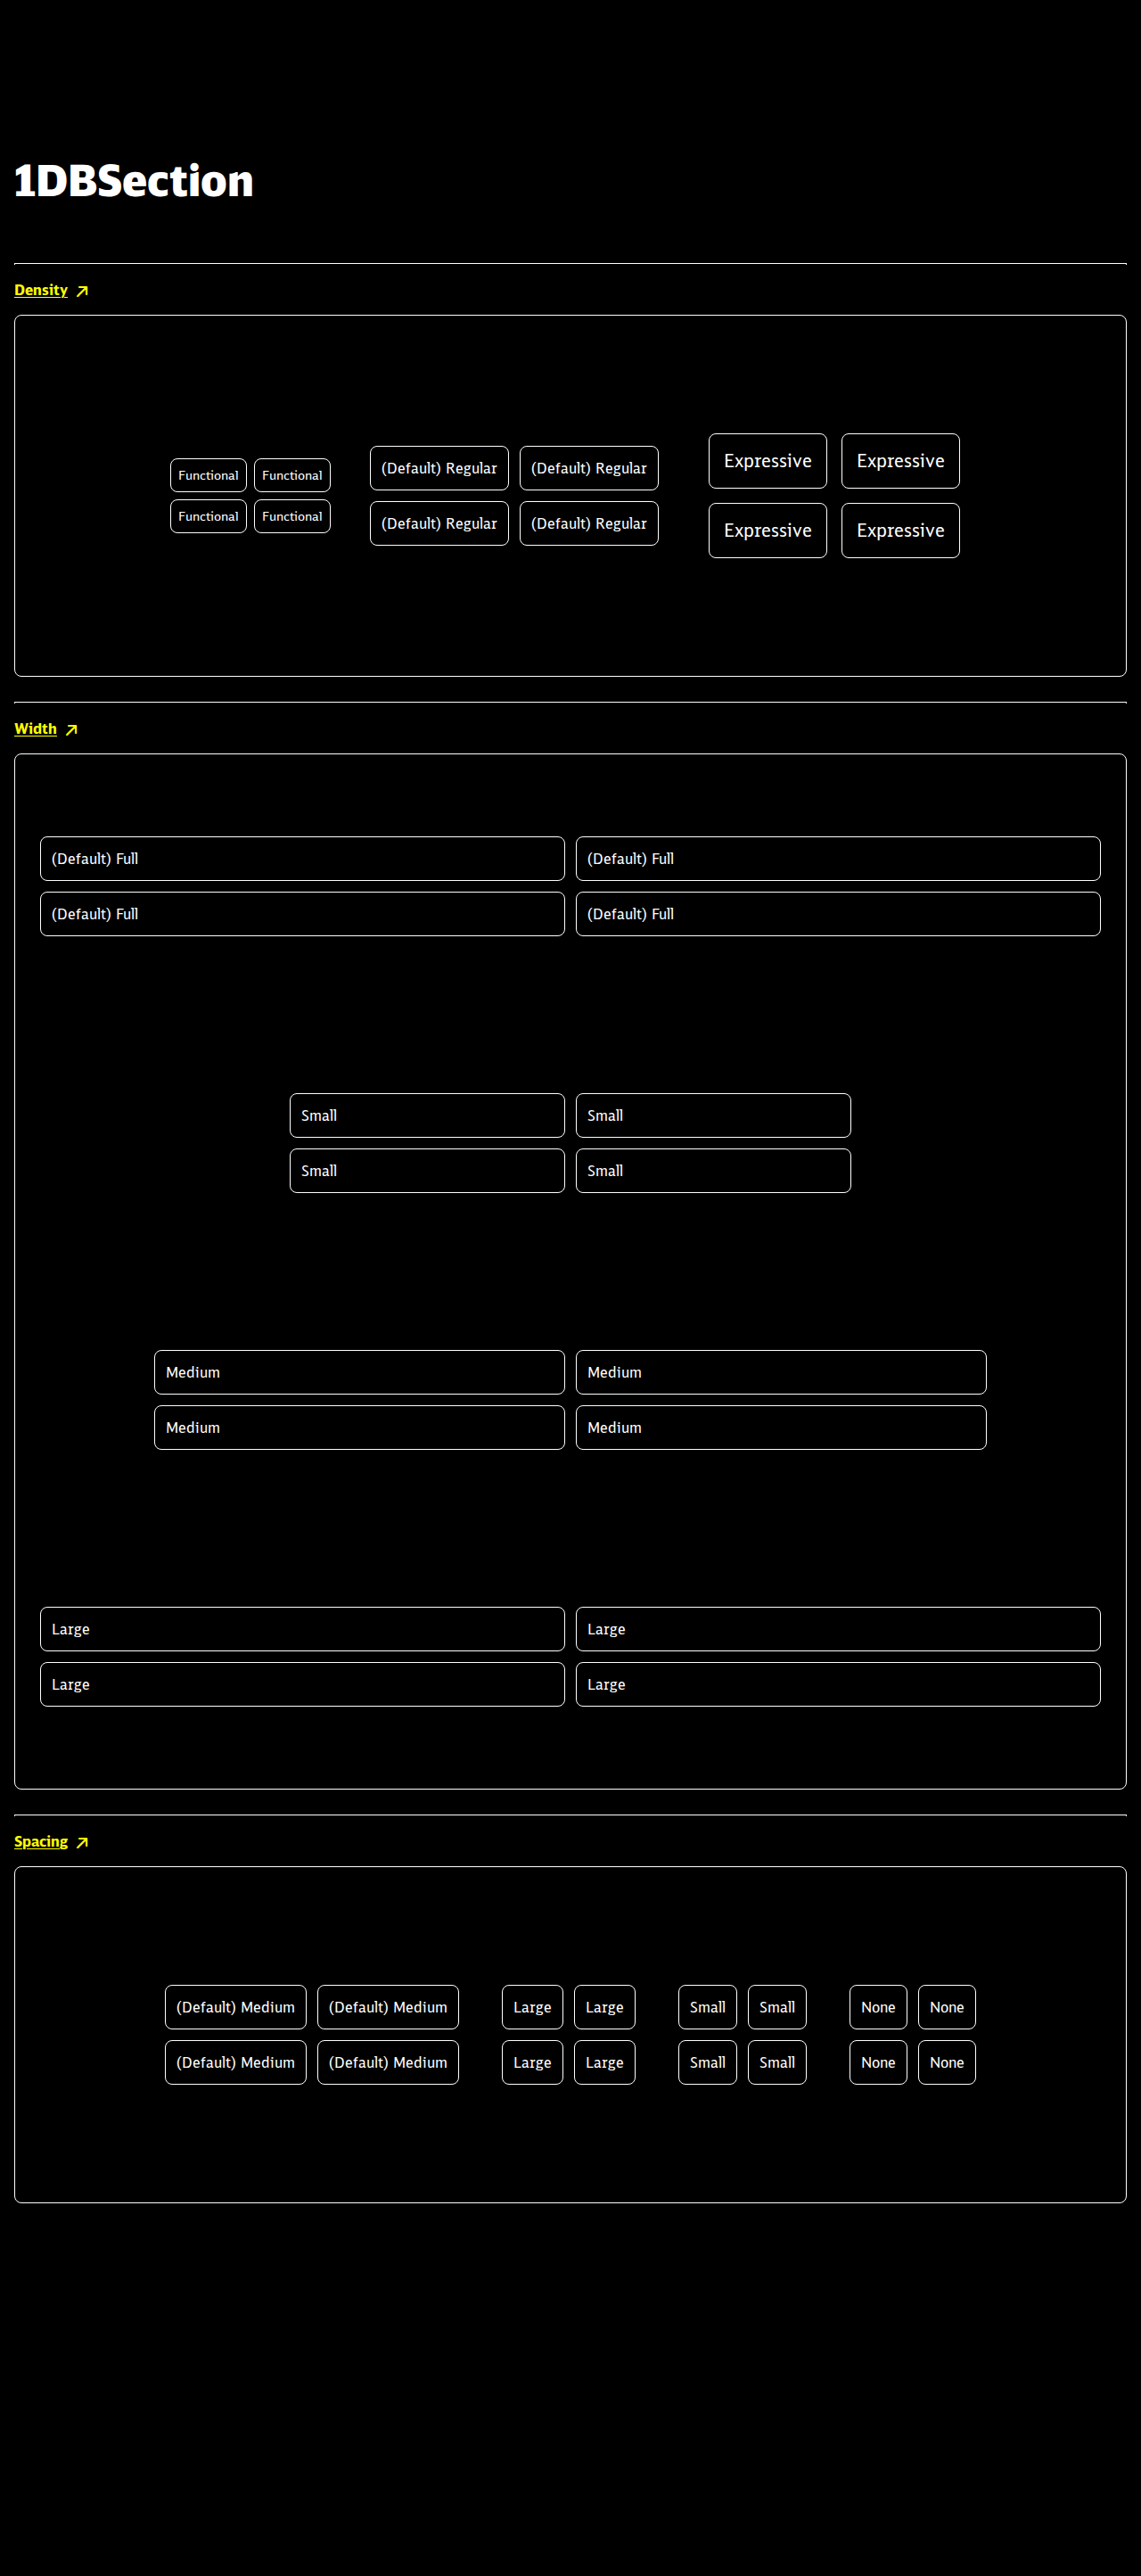 1DBSection
Density
Functional Functional (Default) Regular (Default) Regular Expressive Expressive
Functional Functional (Default) Regular (Default) Regular Expressive Expressive
Width
(Default) Full (Default) Full
(Default) Full (Default) Full
Small Small
Small Small
Medium Medium
Medium Medium
Large Large
Large Large
Spacing
(Default) Medium (Default) Medium Large Large Small Small None None
(Default) Medium (Default) Medium Large Large Small Small None None